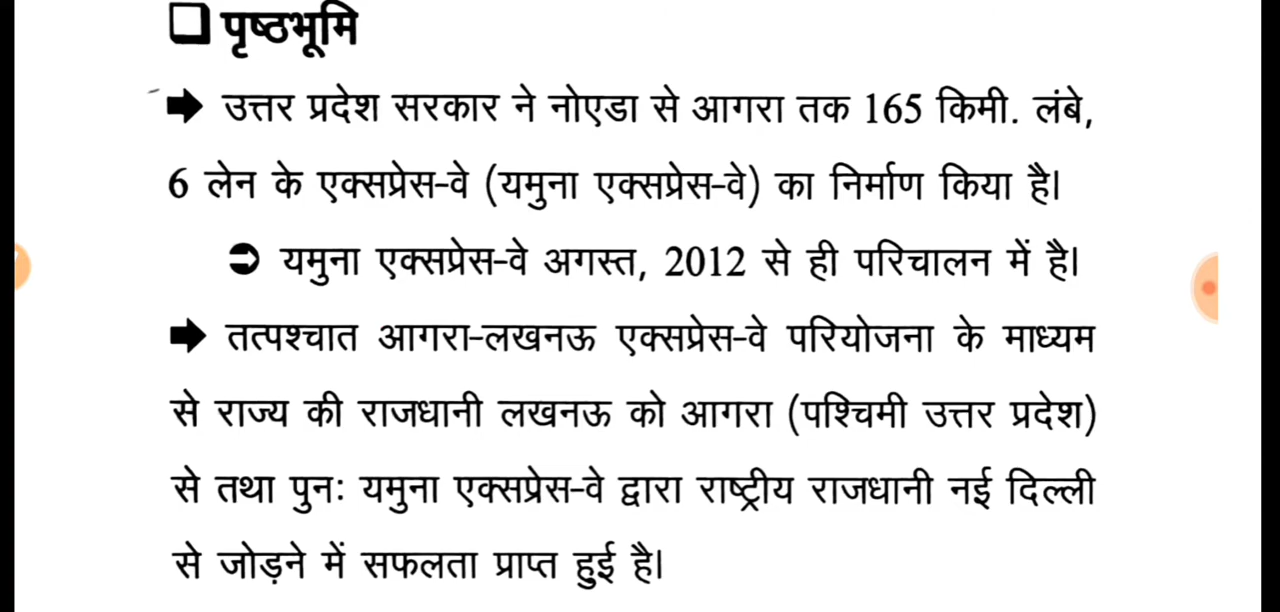 ❑ पृष्ठभूमि
➡ उत्तर प्रदेश सरकार ने नोएडा से आगरा तक 165 किमी. लंबे,
6 लेन के एक्सप्रेस-वे (यमुना एक्सप्रेस-वे) का निर्माण किया है।
➲ यमुना एक्सप्रेस-वे अगस्त, 2012 से ही परिचालन में है।
➡ तत्पश्चात आगरा-लखनऊ एक्सप्रेस-वे परियोजना के माध्यम
से राज्य की राजधानी लखनऊ को आगरा (पश्चिमी उत्तर प्रदेश)
से तथा पुनः यमुना एक्सप्रेस-वे द्वारा राष्ट्रीय राजधानी नई दिल्ली
से जोड़ने में सफलता प्राप्त हुई है।